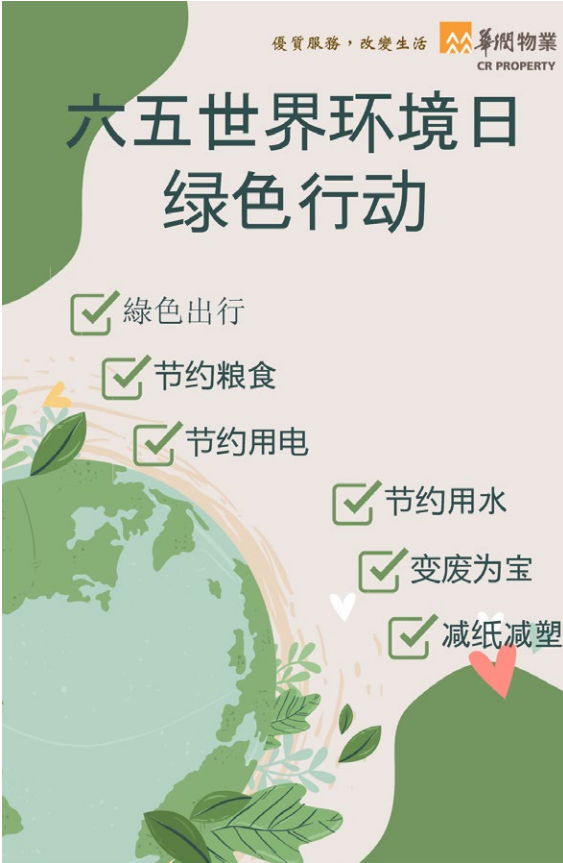 優質服務，改變生活
華潤物業
CR PROPERTY
六五世界环境日
绿色行动
綠色出行
节约粮食
节约用电
节约用水
变废为宝
减纸减塑